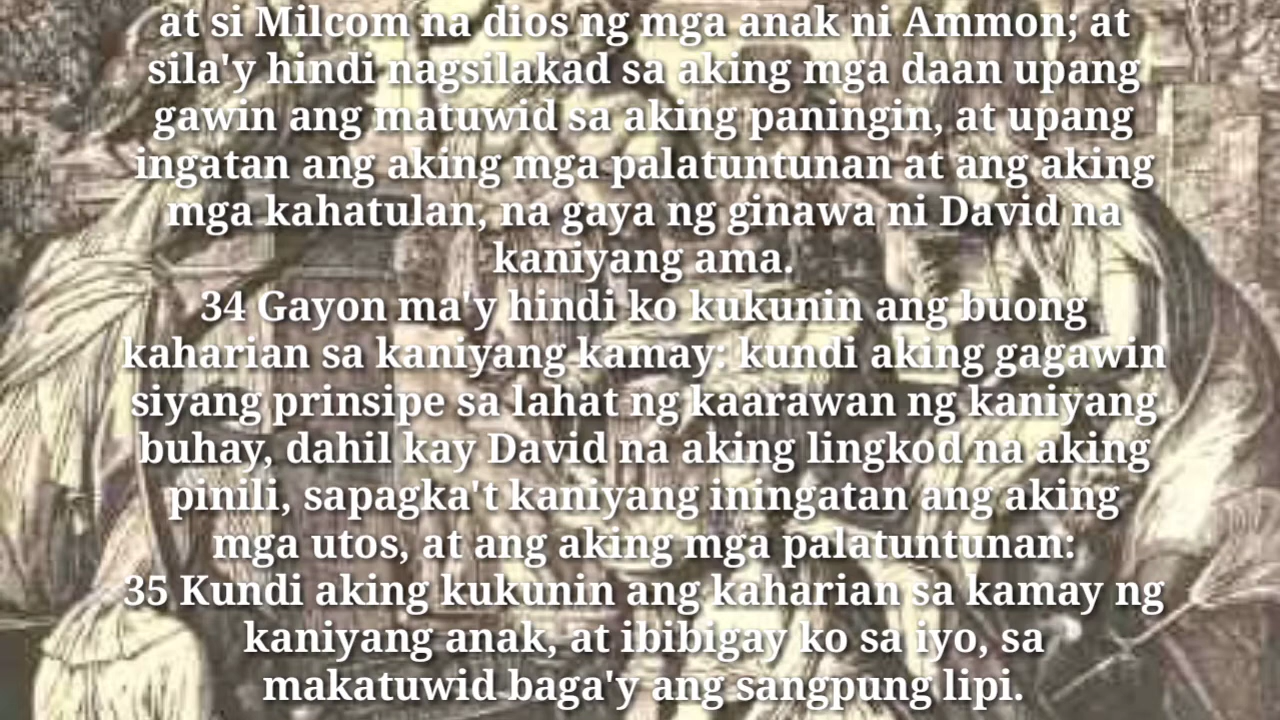 at si Milcom na dios ng mga anak ni Ammon; at
sila'y hindi nagsilakad sa aking mga daan upang
gawin ang matuwid sa aking paningin, at upang
ingatan ang aking mga palatuntunan at ang aking
mga kahatulan, na gaya ng ginawa ni David na
kaniyang ama.
34 Gayon ma'y hindi ko kukunin ang buong
kaharian sa kaniyang kamay: kundi aking gagawin
siyang prinsipe sa lahat ng kaarawan ng kaniyang
buhay, dahil kay David na aking lingkod na aking
pinili, sapagka't kaniyang iningatan ang aking
mga utos, at ang aking mga palatuntunan:
35 Kundi aking kukunin ang kaharian sa kamay ng
kaniyang anak, at ibibigay ko sa iyo, sa
makatuwid baga'y ang sangpung lipi.